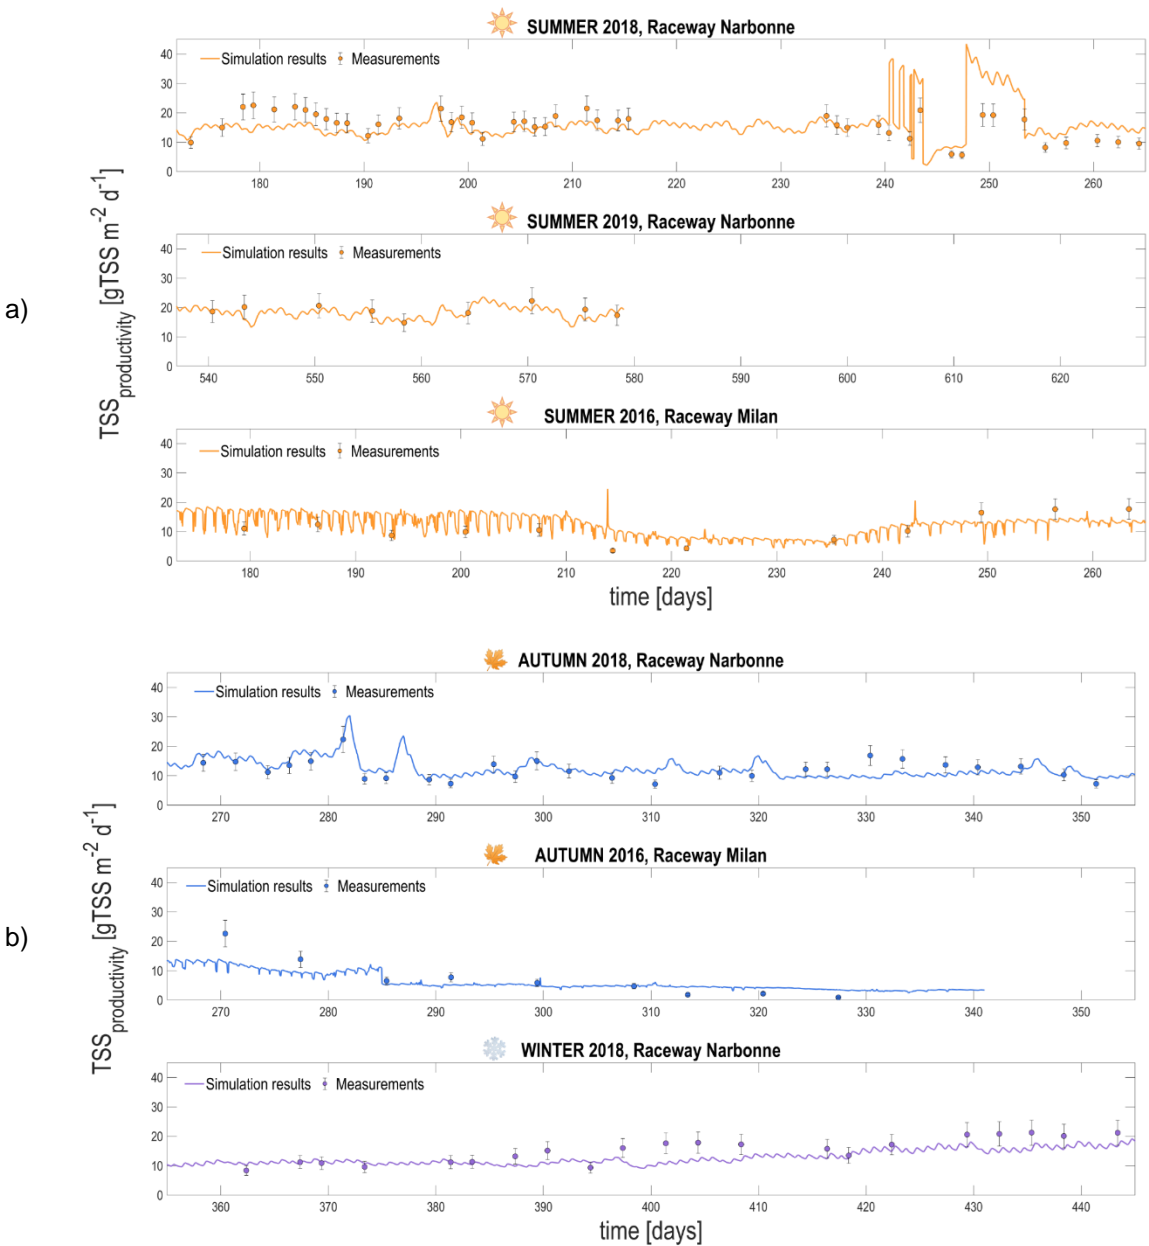 SUMMER 2018, Raceway Narbonne
Simulation results Measurements
40
30
20
10
0
180 190 200 210 220 230 240 250 260
SUMMER 2019, Raceway Narbonne
Simulation results Measurements
40
30
20
10
0
540 550 560 570 580 590 600 610 620
a)
TSSproductivity [gTSS m-2 d-1]
SUMMER 2016, Raceway Milan
Simulation results Measurements
40
30
20
10
0
180 190 200 210 220 230 240 250 260
time [days]
AUTUMN 2018, Raceway Narbonne
Simulation results Measurements
40
30
20
10
0
270 280 290 300 310 320 330 340 350
AUTUMN 2016, Raceway Milan
Simulation results Measurements
40
30
20
10
0
270 280 290 300 310 320 330 340 350
b)
TSSproductivity [gTSS m-2 d-1]
WINTER 2018, Raceway Narbonne
Simulation results Measurements
40
30
20
10
0
360 370 380 390 400 410 420 430 440
time [days]